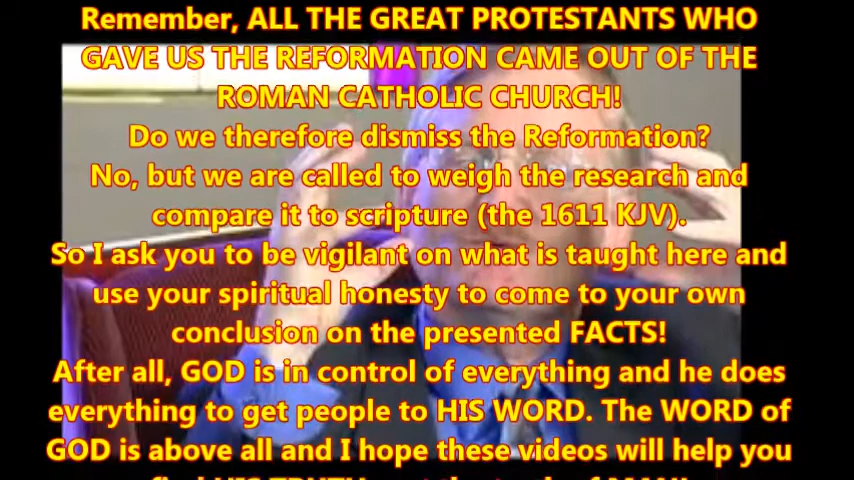 Remember, ALL THE GREAT PROTESTANTS WHO
GAVE US THE REFORMATION CAME OUT OF THE
ROMAN CATHOLIC CHURCH!
Do we therefore dismiss the Reformation?
No, but we are called to weigh the research and
compare it to scripture (the 1611 KJV).
So I ask you to be vigilant on what is taught here and
use your spiritual honesty to come to your own
conclusion on the presented FACTS!
After all, GOD is in control of everything and he does
everything to get people to HIS WORD. The WORD of
GOD is above all and I hope these videos will help you